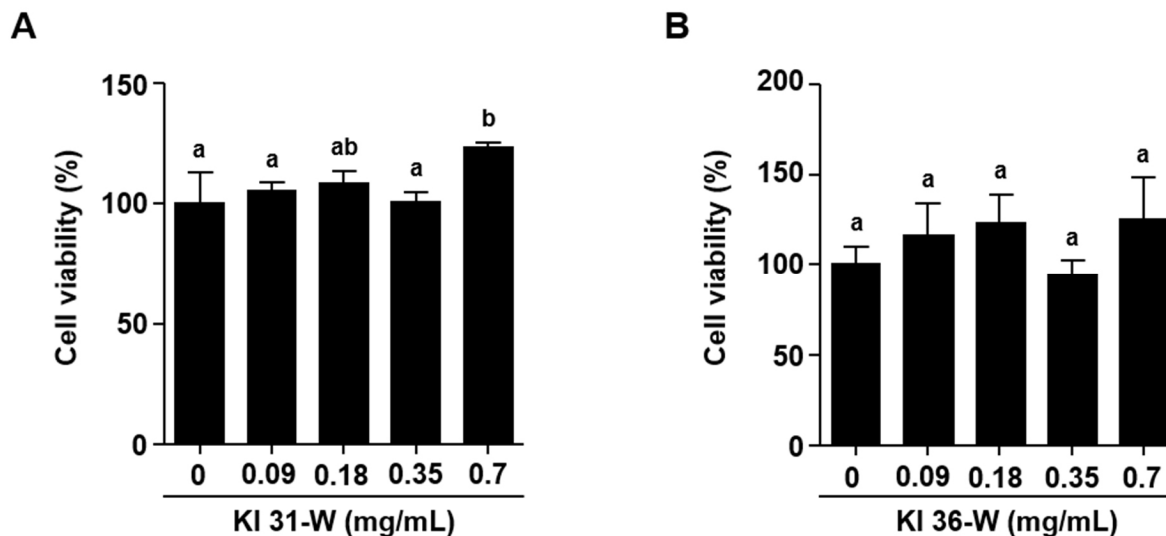 A
Cell viability (%)
150
100
50
0
a
a
ab
a
b
0 0.09 0.18 0.35 0.7
KI 31-W (mg/mL)
B
Cell viability (%)
200
150
100
50
0
a
a
a
a
a
0 0.09 0.18 0.35 0.7
KI 36-W (mg/mL)